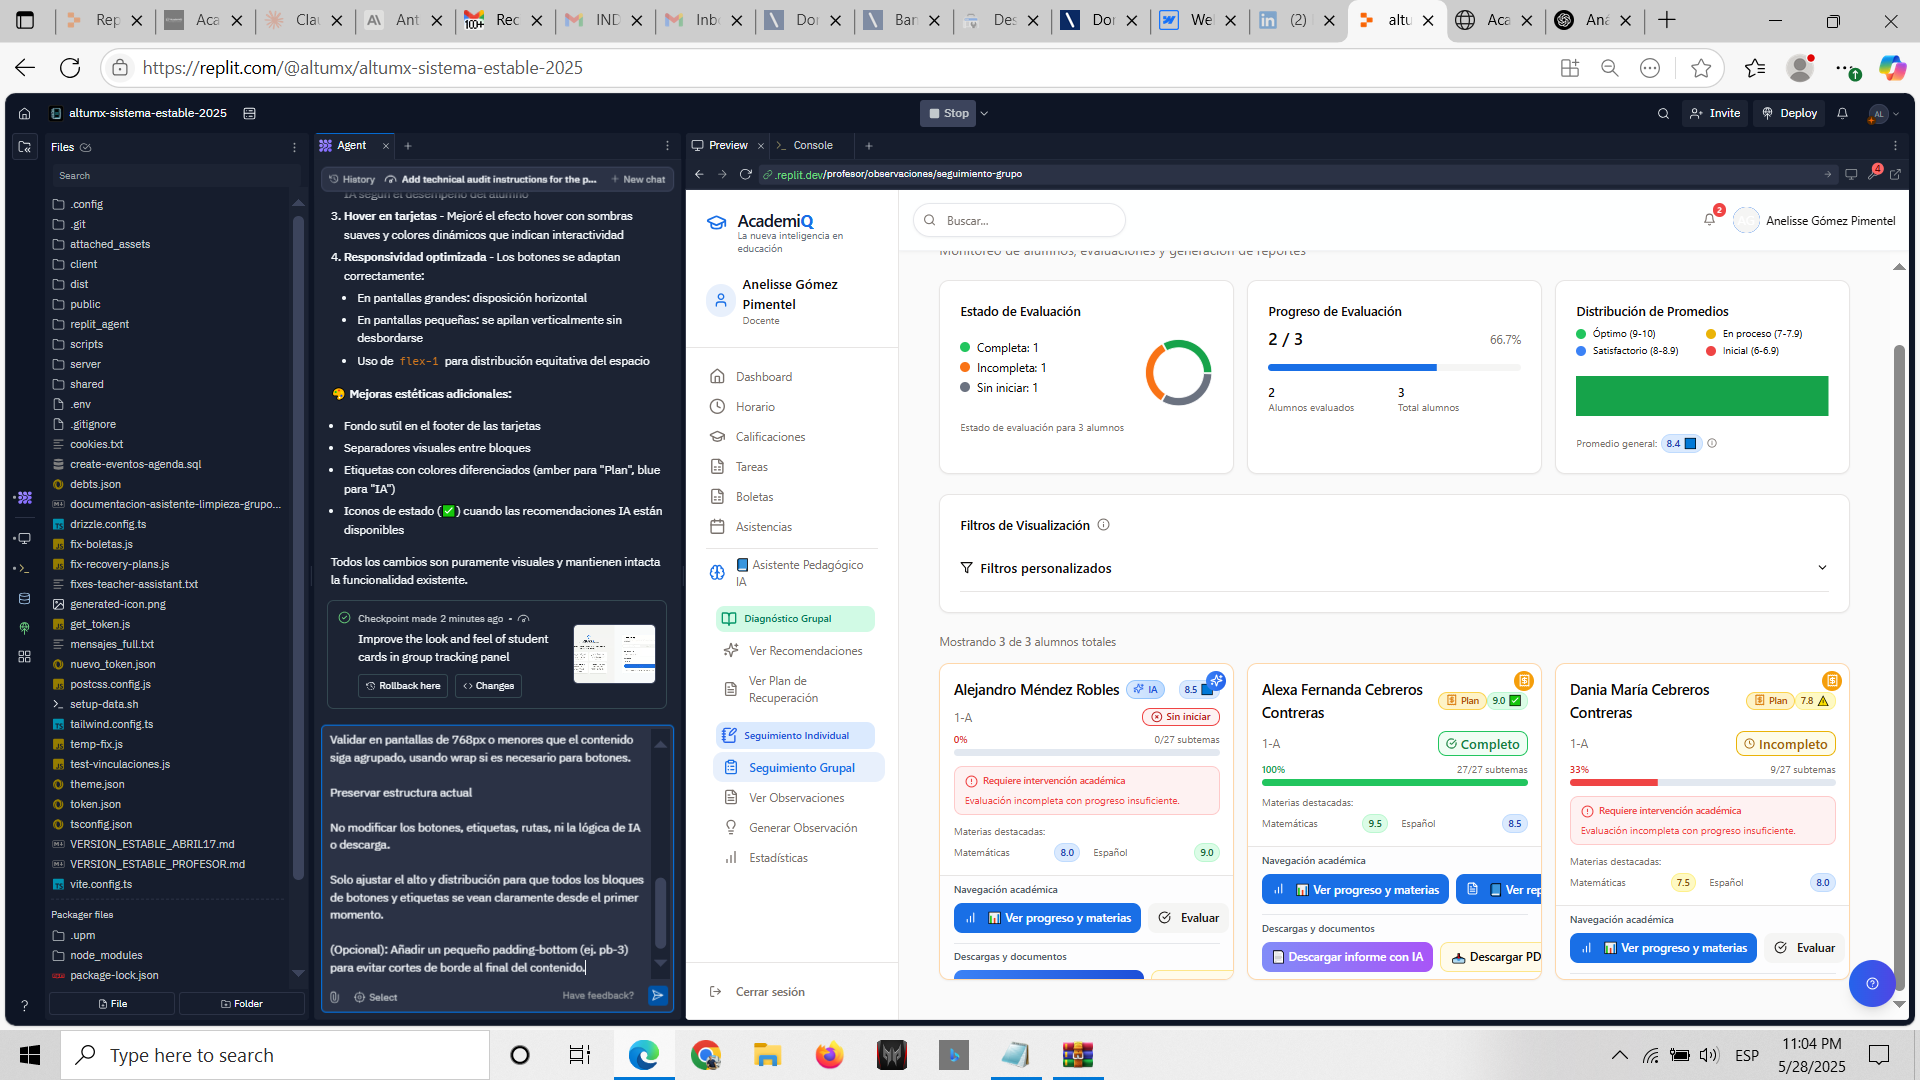 Rep
Aca
Clau
Ant
100+
Rec
IND
Inb
Dor
Ban
Des
Dor
Wel
(2)
altu
Aca
Ana
https://replit.com/@altumx/altumx-sistema-estable-2025
altumx-sistema-estable-2025
Stop
Invite
Deploy
AL
Files
Search
.config
.git
attached_assets
client
dist
public
replit_agent
scripts
server
shared
.env
.gitignore
cookies.txt
create-eventos-agenda.sql
debts.json
documentacion-asistente-limpieza-grupo...
drizzle.config.ts
fix-boletas.js
fix-recovery-plans.js
fixes-teacher-assistant.txt
generated-icon.png
get_token.js
mensajes_full.txt
nuevo_token.json
postcss.config.js
setup-data.sh
tailwind.config.ts
temp-fix.js
test-vinculaciones.js
theme.json
token.json
tsconfig.json
VERSION_ESTABLE_ABRIL17.md
VERSION_ESTABLE_PROFESOR.md
vite.config.ts
Packager files
.upm
node_modules
package-lock.json
File
Folder
Agent
History
Add technical audit instructions for the p...
New chat
IA según el desempeño del alumno
3. Hover en tarjetas - Mejoré el efecto hover con sombras
suaves y colores dinámicos que indican interactividad
4. Responsividad optimizada - Los botones se adaptan
correctamente:
• En pantallas grandes: disposición horizontal
• En pantallas pequeñas: se apilan verticalmente sin
desbordarse
• Uso de flex-1 para distribución equitativa del espacio
🎨 Mejoras estéticas adicionales:
• Fondo sutil en el footer de las tarjetas
• Separadores visuales entre bloques
• Etiquetas con colores diferenciados (amber para "Plan", blue
para "IA")
• Iconos de estado (✅) cuando las recomendaciones IA están
disponibles
Todos los cambios son puramente visuales y mantienen intacta
la funcionalidad existente.
Checkpoint made 2 minutes ago •
Improve the look and feel of student
cards in group tracking panel
Rollback here
Changes
Validar en pantallas de 768px o menores que el contenido
siga agrupado, usando wrap si es necesario para botones.
Preservar estructura actual
No modificar los botones, etiquetas, rutas, ni la lógica de IA
o descarga.
Solo ajustar el alto y distribución para que todos los bloques
de botones y etiquetas se vean claramente desde el primer
momento.
(Opcional): Añadir un pequeño padding-bottom (ej. pb-3)
para evitar cortes de borde al final del contenido.
Select
Have feedback?
Preview
Console
.replit.dev/profesor/observaciones/seguimiento-grupo
4
AcademiQ
La nueva inteligencia en
educación
Anelisse Gómez
Pimentel
Docente
Dashboard
Horario
Calificaciones
Tareas
Boletas
Asistencias
📘 Asistente Pedagógico
IA
Diagnóstico Grupal
Ver Recomendaciones
Ver Plan de
Recuperación
Seguimiento Individual
Seguimiento Grupal
Ver Observaciones
Generar Observación
Estadísticas
Cerrar sesión
Buscar...
2
AG
Anelisse Gómez Pimentel
Monitoreo de alumnos, evaluaciones y generación de reportes
Estado de Evaluación
Completa: 1
Incompleta: 1
Sin iniciar: 1
Estado de evaluación para 3 alumnos
Progreso de Evaluación
2 / 3
66.7%
2
3
Alumnos evaluados
Total alumnos
Distribución de Promedios
Óptimo (9-10)
En proceso (7-7.9)
Satisfactorio (8-8.9)
Inicial (6-6.9)
Promedio general: 8.4 🟦
Filtros de Visualización
Filtros personalizados
Mostrando 3 de 3 alumnos totales
Alejandro Méndez Robles
IA
8.5
1-A
Sin iniciar
0%
0/27 subtemas
Requiere intervención académica
Evaluación incompleta con progreso insuficiente.
Materias destacadas:
Matemáticas
8.0
Español
9.0
Navegación académica
📊 Ver progreso y materias
Evaluar
Descargas y documentos
Alexa Fernanda Cebreros
Contreras
Plan
9.0 ✅
1-A
Completo
100%
27/27 subtemas
Materias destacadas:
Matemáticas
9.5
Español
8.5
Navegación académica
📊 Ver progreso y materias
📘 Ver rep
Descargas y documentos
Descargar informe con IA
📥 Descargar PD
Dania María Cebreros
Contreras
Plan
7.8 ⚠
1-A
Incompleto
33%
9/27 subtemas
Requiere intervención académica
Evaluación incompleta con progreso insuficiente.
Materias destacadas:
Matemáticas
7.5
Español
8.0
Navegación académica
📊 Ver progreso y materias
Evaluar
Type here to search
ESP
11:04 PM
5/28/2025